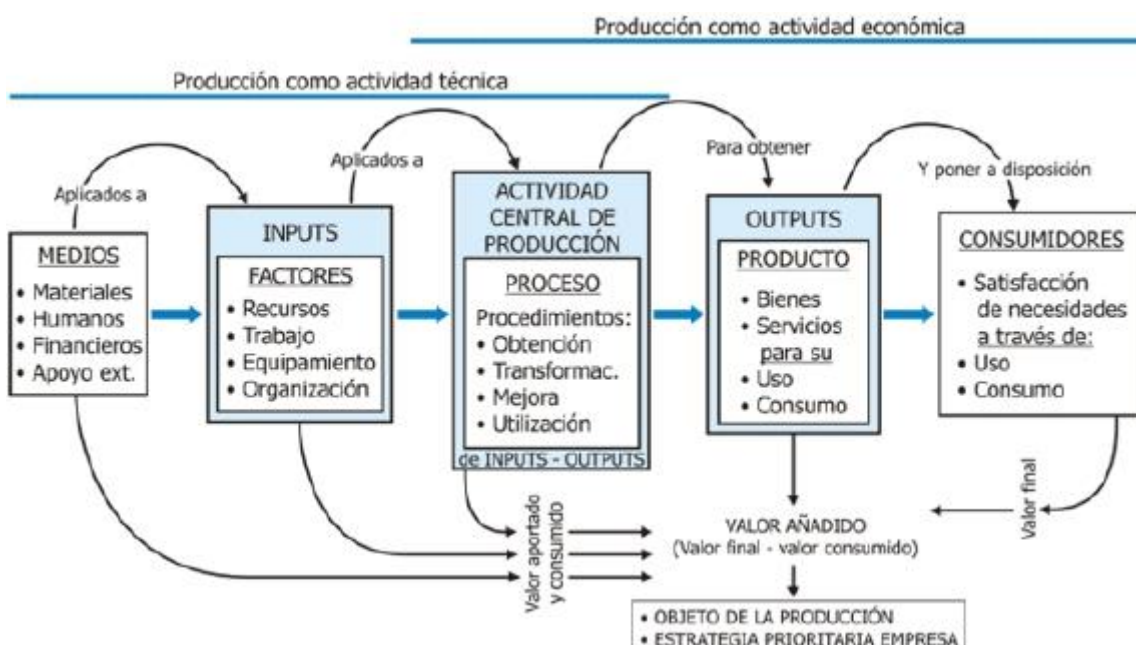 Producción como actividad económica
Producción como actividad técnica
Aplicados a
Aplicados a
Para obtener
Y poner a disposición
MEDIOS
• Materiales
• Humanos
• Financieros
• Apoyo ext.
INPUTS
FACTORES
• Recursos
• Trabajo
• Equipamiento
• Organización
ACTIVIDAD
CENTRAL DE
PRODUCCIÓN
PROCESO
Procedimientos:
• Obtención
• Transformac.
• Mejora
• Utilización
de INPUTS - OUTPUTS
OUTPUTS
PRODUCTO
• Bienes
• Servicios
para su
• Uso
• Consumo
CONSUMIDORES
• Satisfacción
de necesidades
a través de:
• Uso
• Consumo
Valor aportado
y consumido
VALOR AÑADIDO
(Valor final - valor consumido)
Valor final
• OBJETO DE LA PRODUCCIÓN
• ESTRATEGIA PRIORITARIA EMPRESA